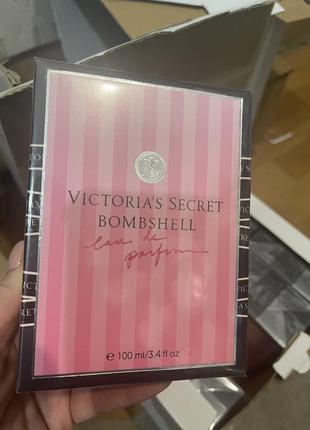 VICTORIA'S SECRET
BOMBSHELL
eau de
parfum
e 100 ml/3.4 fl oz